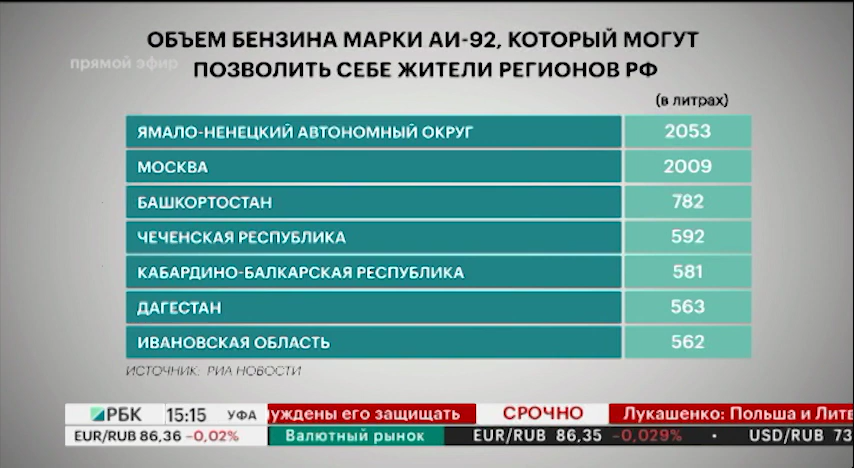 ОБЪЕМ БЕНЗИНА МАРКИ АИ-92, КОТОРЫЙ МОГУТ
ПОЗВОЛИТЬ СЕБЕ ЖИТЕЛИ РЕГИОНОВ РФ
прямой эфир
(в литрах)
ЯМАЛО-НЕНЕЦКИЙ АВТОНОМНЫЙ ОКРУГ 2053
МОСКВА 2009
БАШКОРТОСТАН 782
ЧЕЧЕНСКАЯ РЕСПУБЛИКА 592
КАБАРДИНО-БАЛКАРСКАЯ РЕСПУБЛИКА 581
ДАГЕСТАН 563
ИВАНОВСКАЯ ОБЛАСТЬ 562
ИСТОЧНИК: РИА НОВОСТИ
РБК 15:15 УФА уждены его защищать СРОЧНО Лукашенко: Польша и Литв
EUR/RUB 86,36 -0,02% Валютный рынок EUR/RUB 86,35 -0,029% • USD/RUB 73